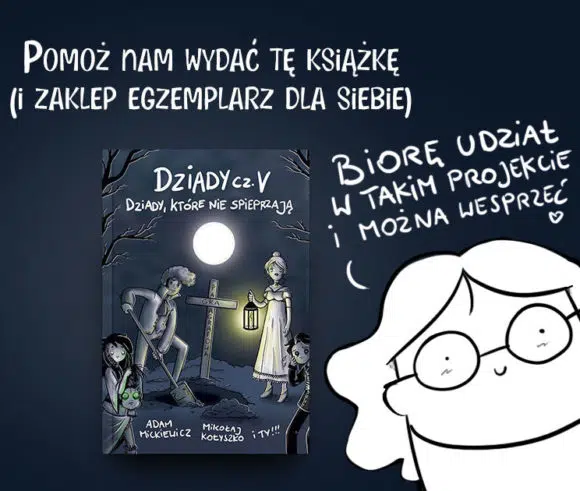 POMOŻ NAM WYDAĆ TĘ KSIĄŻKĘ
(I ZAKLEP EGZEMPLARZ DLA SIEBIE)
BIORĘ UDZIAŁ
W TAKIM PROJEKCIE
I MOŻNA WESPRZEĆ
DZIADY CZ. V
DZIADY, KTÓRE NIE SPIEPRZAJĄ
ADAM
MICKIEWICZ
MIKOŁAJ
KOŁYSZKO
I TY!!!